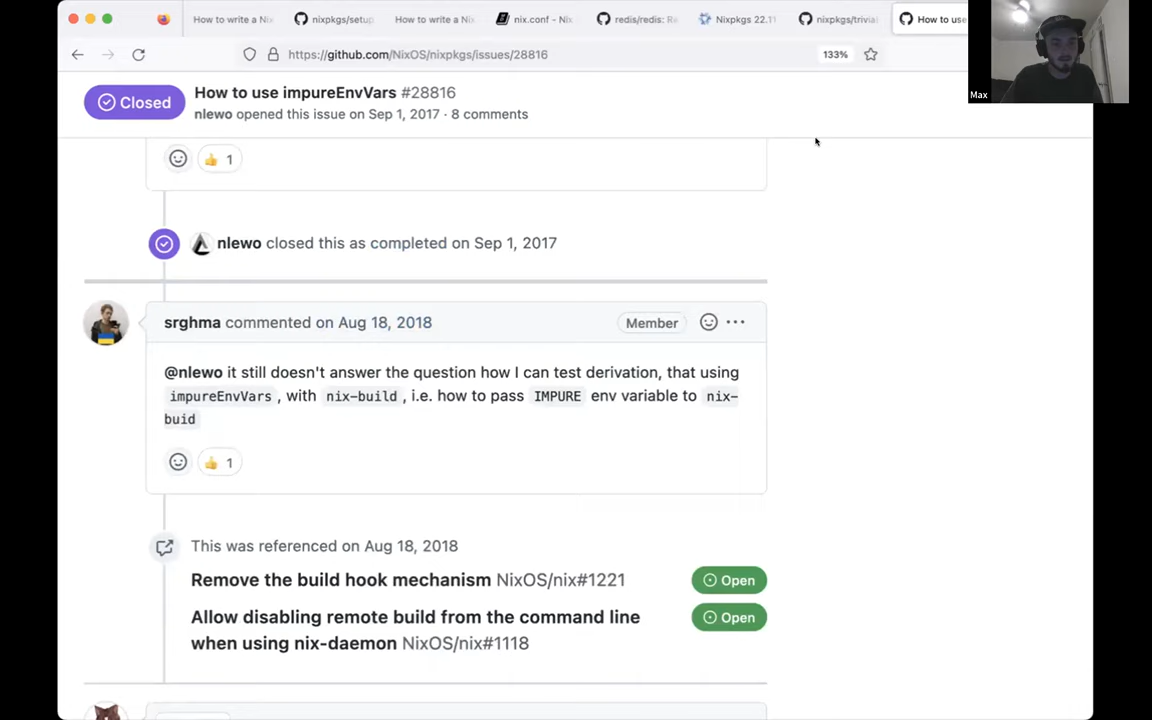 How to write a Nix
nixpkgs/setup
How to write a Nix
nix.conf - Nix
redis/redis: Re
Nixpkgs 22.11
nixpkgs/trivial
How to use
https://github.com/NixOS/nixpkgs/issues/28816
133%
Max
Closed
How to use impureEnvVars #28816
nlewo opened this issue on Sep 1, 2017 · 8 comments
👍 1
nlewo closed this as completed on Sep 1, 2017
srghma commented on Aug 18, 2018
Member
@nlewo it still doesn't answer the question how I can test derivation, that using
impureEnvVars , with nix-build , i.e. how to pass IMPURE env variable to nix-
buid
👍 1
This was referenced on Aug 18, 2018
Remove the build hook mechanism NixOS/nix#1221
Open
Allow disabling remote build from the command line
when using nix-daemon NixOS/nix#1118
Open